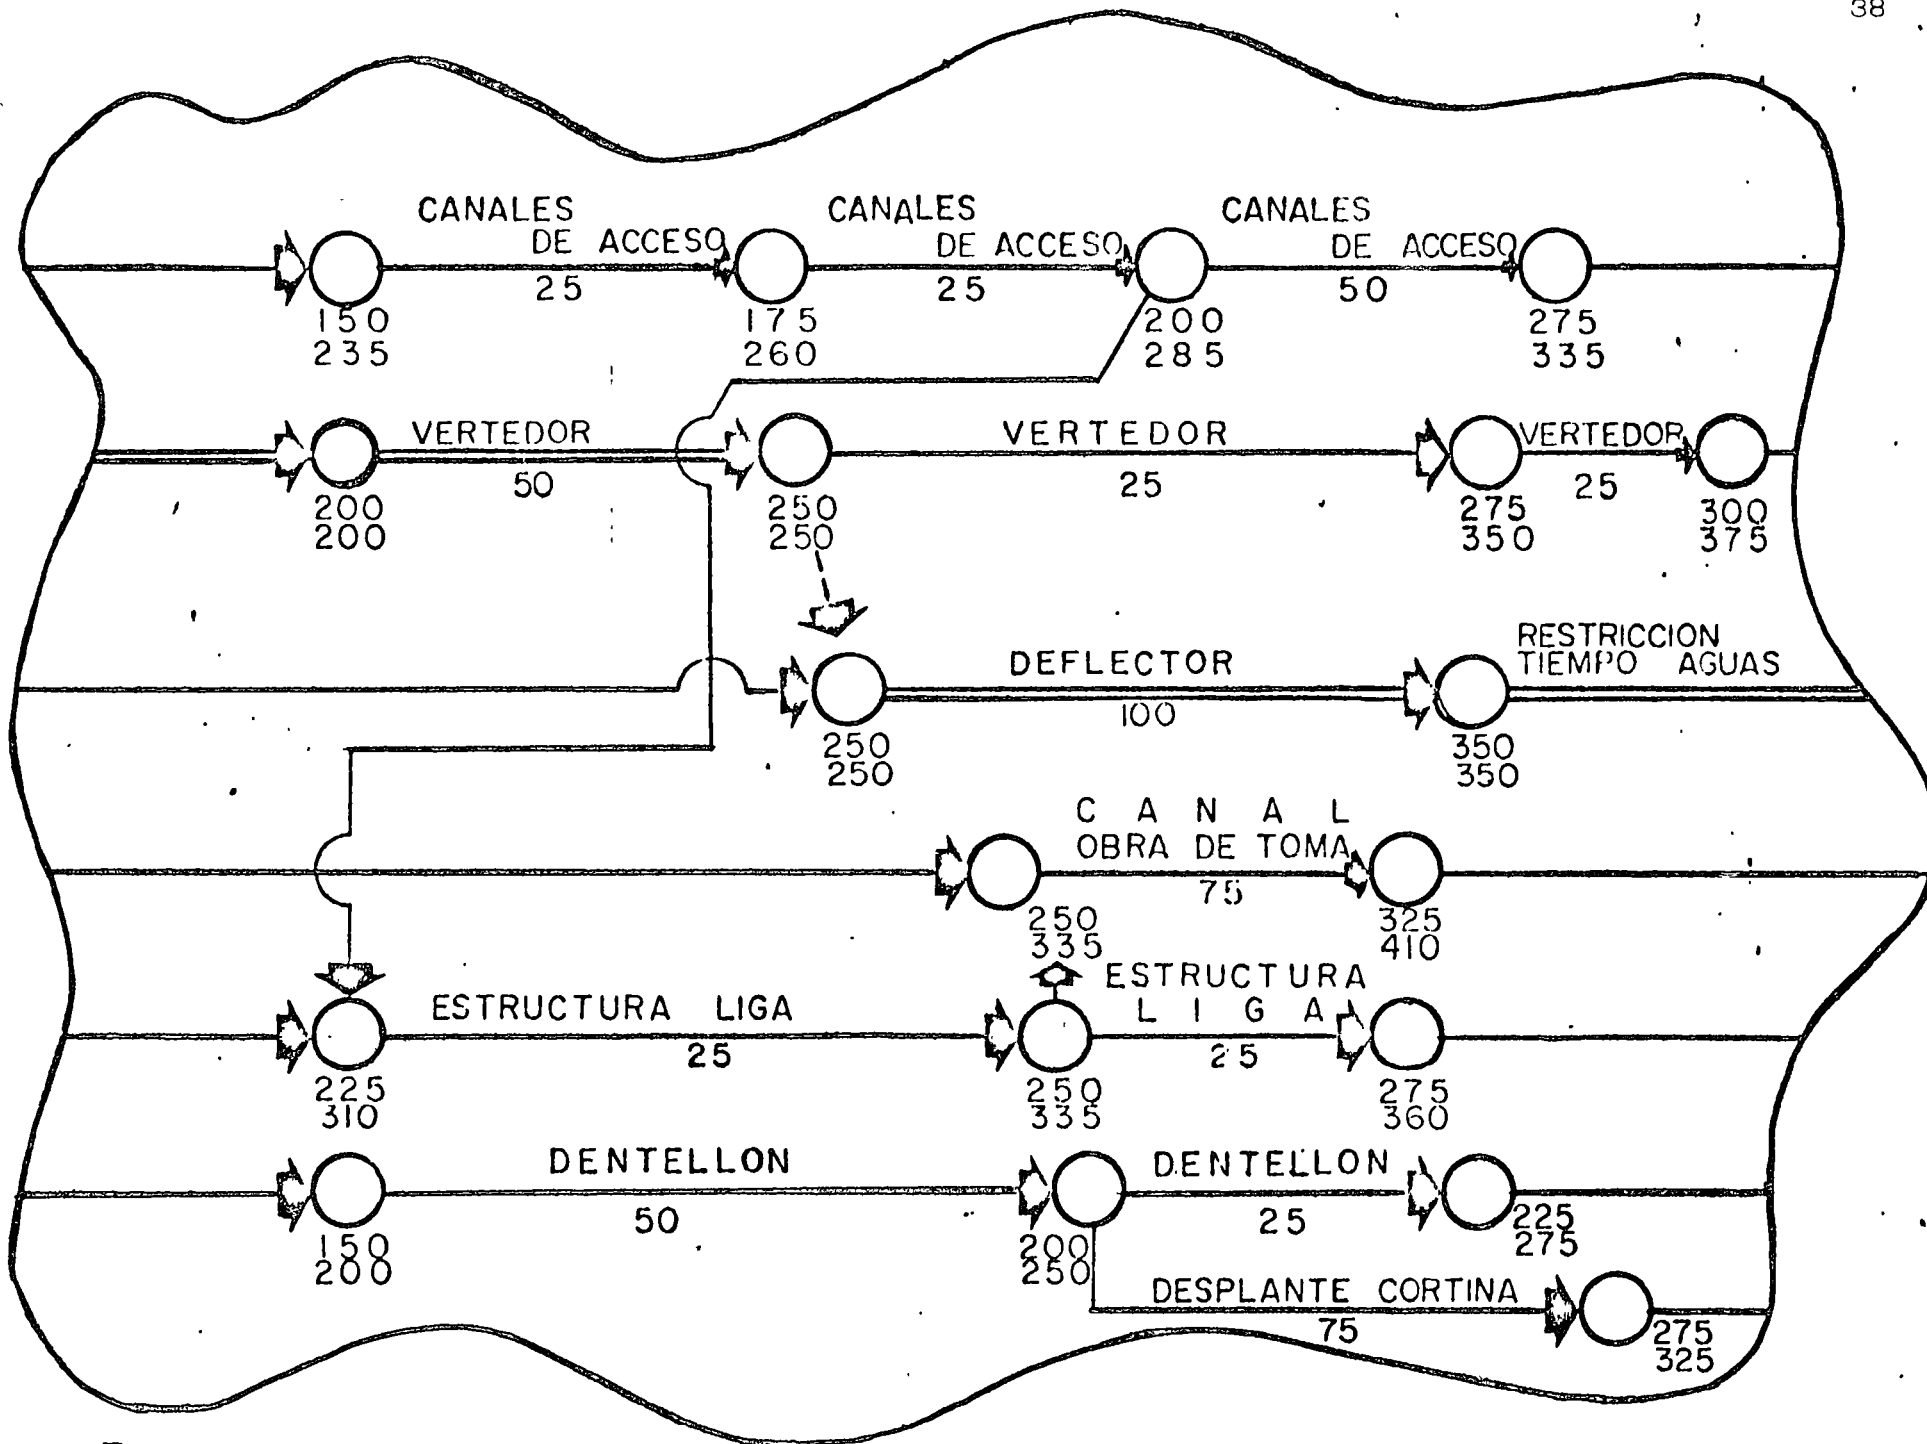 38
CANALES
DE ACCESO
25
CANALES
DE ACCESO
25
CANALES
DE ACCESO
50
150
235
175
260
200
285
275
335
VERTEDOR
50
VERTEDOR
25
VERTEDOR
25
200
200
250
250
275
350
300
375
DEFLECTOR
100
RESTRICCION
TIEMPO AGUAS
250
250
350
350
CANAL
OBRA DE TOMA
75
250
335
325
410
ESTRUCTURA LIGA
25
ESTRUCTURA
LIGA
25
225
310
250
335
275
360
DENTELLON
50
DENTELLON
25
150
200
200
250
225
275
DESPLANTE CORTINA
75
275
325